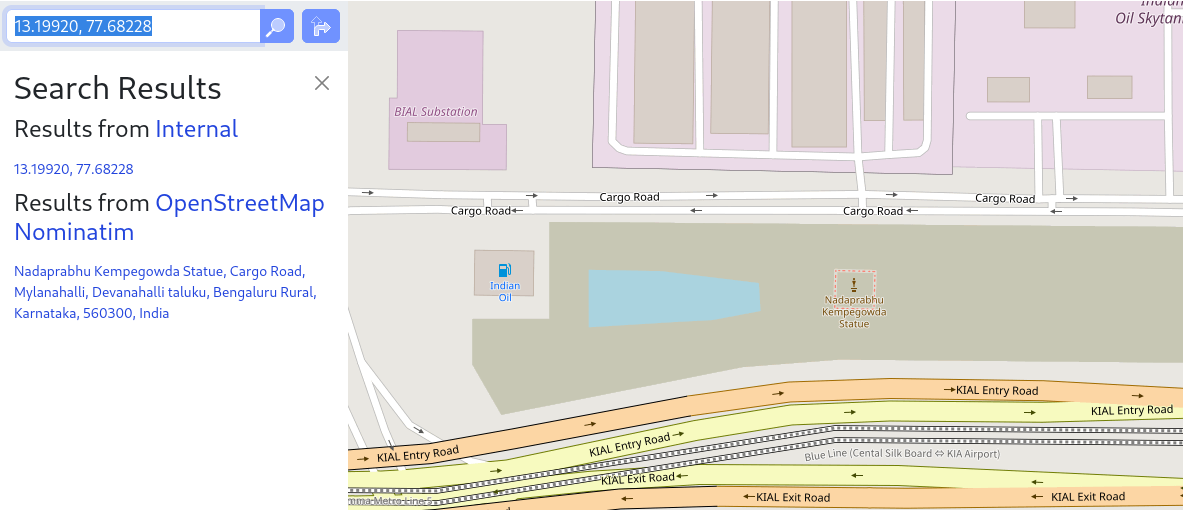 13.19920, 77.68228
Search Results
Results from Internal
13.19920, 77.68228
Results from OpenStreetMap
Nominatim
Nadaprabhu Kempegowda Statue, Cargo Road,
Mylanahalli, Devanahalli taluku, Bengaluru Rural,
Karnataka, 560300, India
Oil Skytan
BIAL Substation
Cargo Road
Cargo Road
Cargo Road
Cargo Road
Indian
Oil
Nadaprabhu
Kempegowda
Statue
KIAL Entry Road
KIAL Entry Road
KIAL Entry Road
KIAL Entry Road
Blue Line (Cental Silk Board ⇔ KIA Airport)
KIAL Exit Road
KIAL Exit Road
KIAL Exit Road